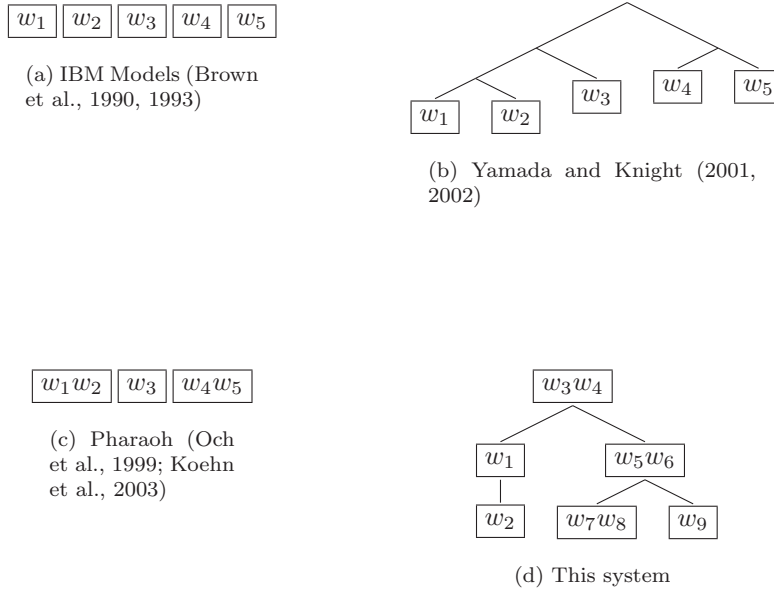 w1 w2 w3 w4 w5
(a) IBM Models (Brown
et al., 1990, 1993)
w1 w2 w3 w4 w5
(b) Yamada and Knight (2001,
2002)
w1w2 w3 w4w5
(c) Pharaoh (Och
et al., 1999; Koehn
et al., 2003)
w3w4
w1 w5w6
w2 w7w8 w9
(d) This system